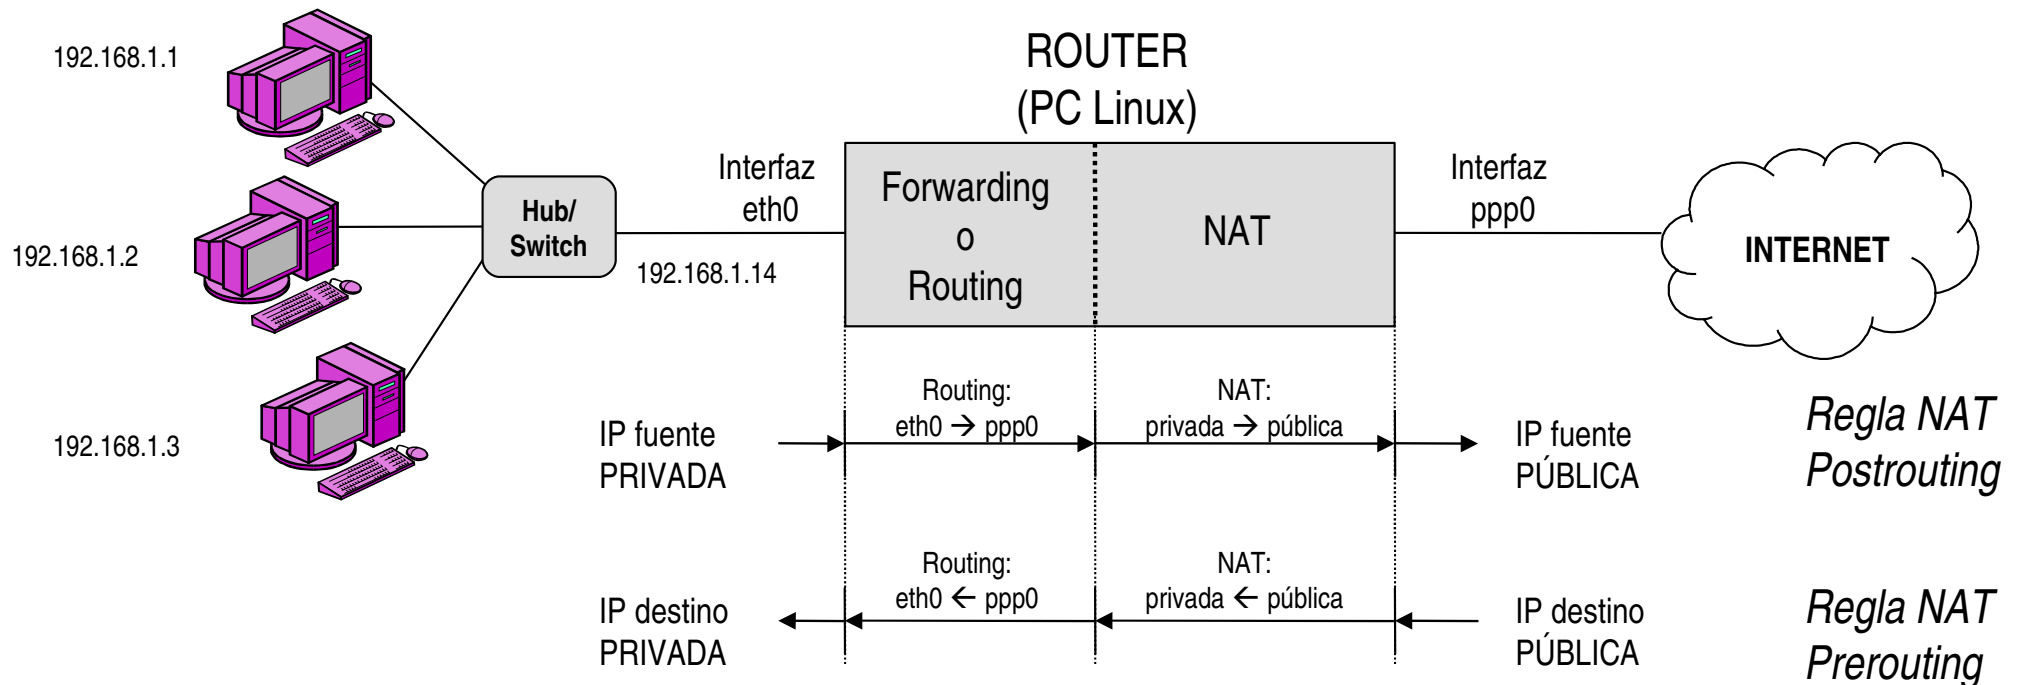 192.168.1.1
192.168.1.2
192.168.1.3
Hub/
Switch
192.168.1.14
Interfaz
eth0
ROUTER
(PC Linux)
Forwarding
o
Routing
NAT
Interfaz
ppp0
INTERNET
IP fuente
PRIVADA
Routing:
eth0 → ppp0
NAT:
privada → pública
IP fuente
PÚBLICA
Regla NAT
Postrouting
IP destino
PRIVADA
Routing:
eth0 ← ppp0
NAT:
privada ← pública
IP destino
PÚBLICA
Regla NAT
Prerouting